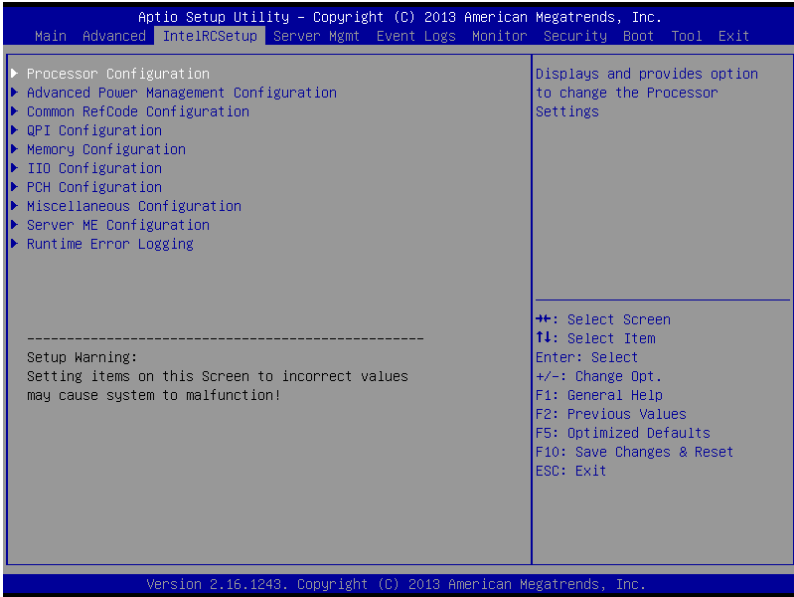 Aptio Setup Utility – Copyright (C) 2013 American Megatrends, Inc.
Main Advanced IntelRCSetup Server Mgmt Event Logs Monitor Security Boot Tool Exit
Processor Configuration
Advanced Power Management Configuration
Common RefCode Configuration
QPI Configuration
Memory Configuration
IIO Configuration
PCH Configuration
Miscellaneous Configuration
Server ME Configuration
Runtime Error Logging
--------------------------------------------------
Setup Warning:
Setting items on this Screen to incorrect values
may cause system to malfunction!
Displays and provides option
to change the Processor
Settings
→←: Select Screen
↑↓: Select Item
Enter: Select
+/-: Change Opt.
F1: General Help
F2: Previous Values
F5: Optimized Defaults
F10: Save Changes & Reset
ESC: Exit
Version 2.16.1243. Copyright (C) 2013 American Megatrends, Inc.